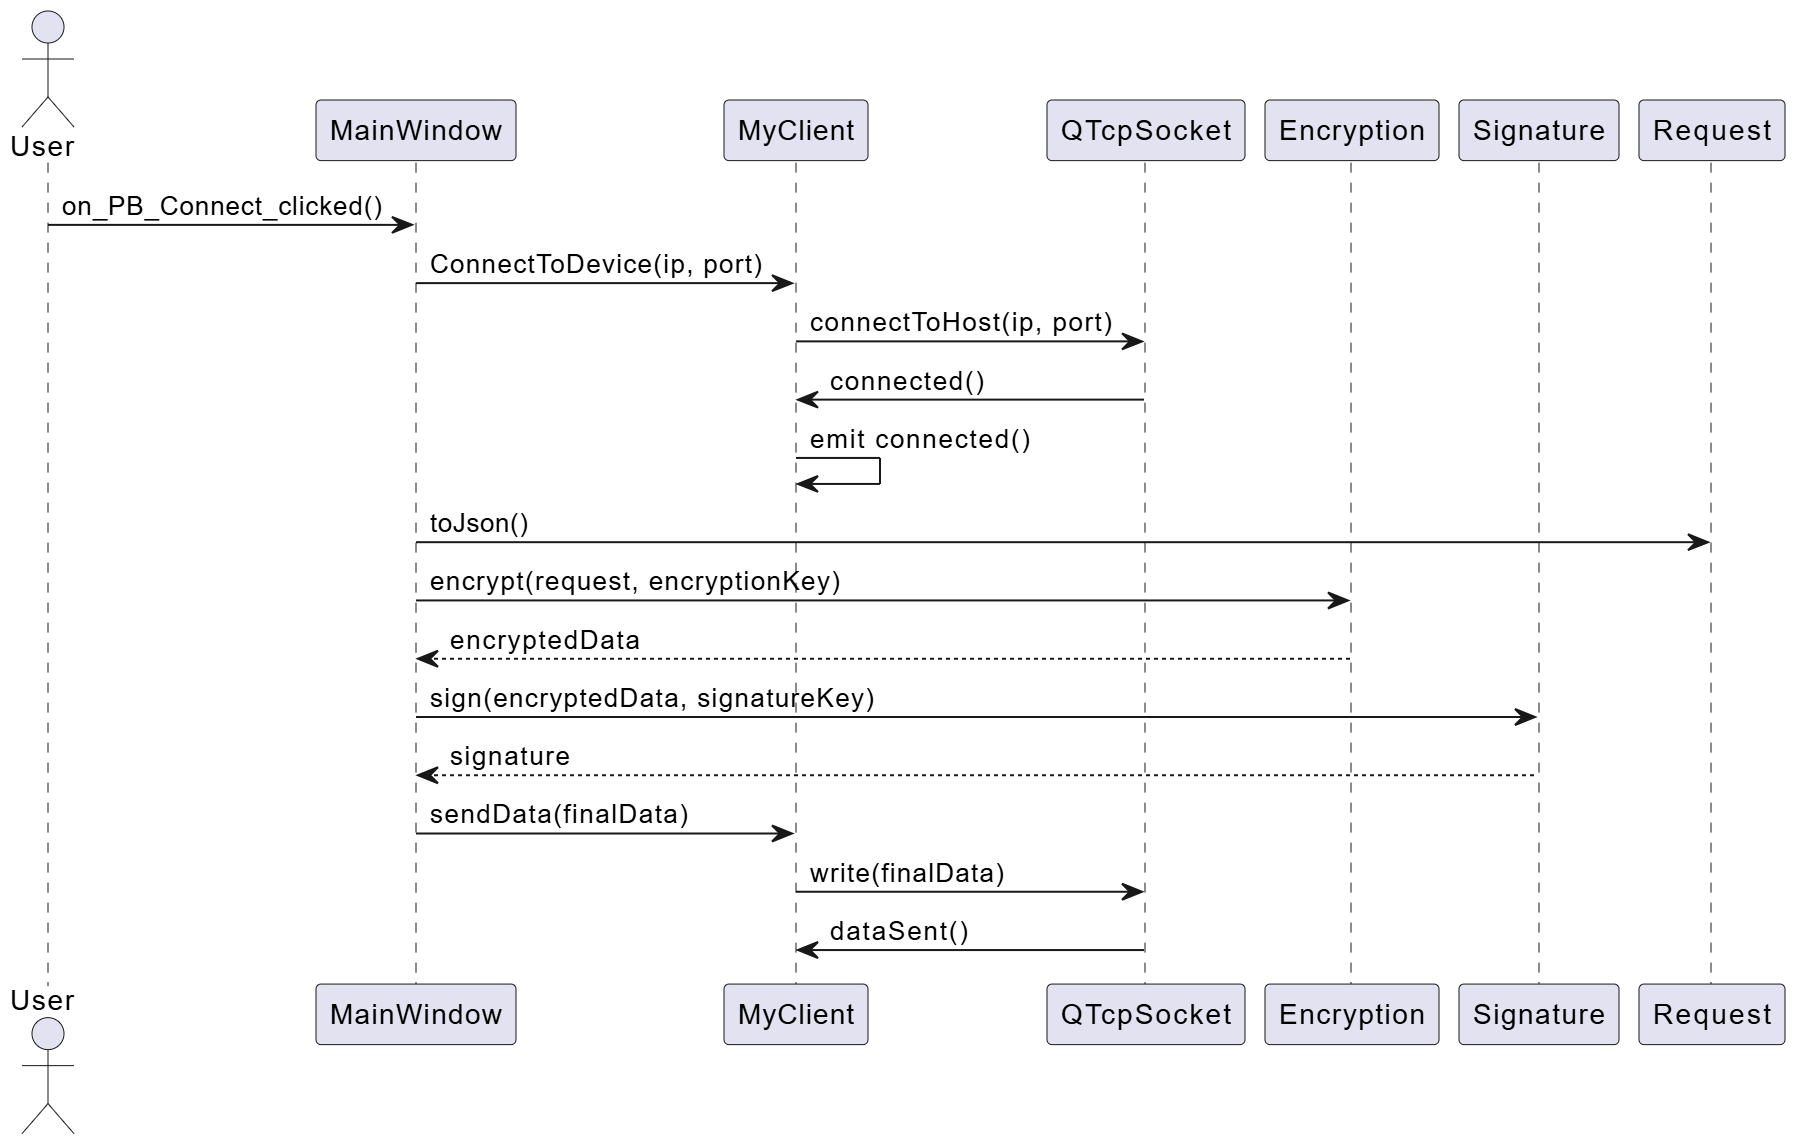 User
MainWindow
MyClient
QTcpSocket
Encryption
Signature
Request
on_PB_Connect_clicked()
ConnectToDevice(ip, port)
connectToHost(ip, port)
connected()
emit connected()
toJson()
encrypt(request, encryptionKey)
encryptedData
sign(encryptedData, signatureKey)
signature
sendData(finalData)
write(finalData)
dataSent()
User
MainWindow
MyClient
QTcpSocket
Encryption
Signature
Request